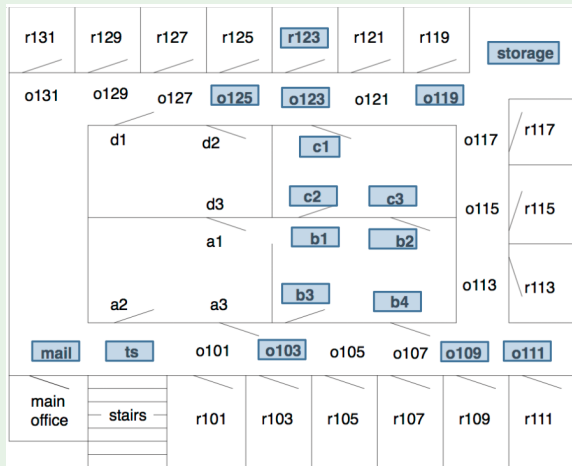 r131 r129 r127 r125 r123 r121 r119
storage
o131 o129 o127 o125 o123 o121 o119
d1 d2 c1 o117 r117
d3 c2 c3 o115 r115
a1 b1 b2
a2 a3 b3 b4 o113 r113
mail ts o101 o103 o105 o107 o109 o111
main
office
stairs r101 r103 r105 r107 r109 r111